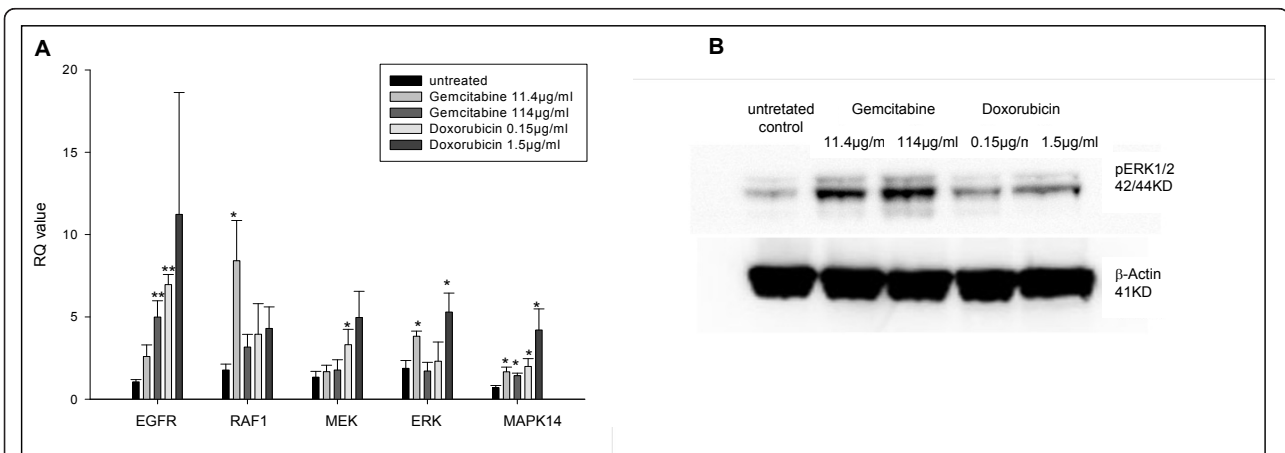 A
20
15
10
5
0
RQ value
untreated
Gemcitabine 11.4µg/ml
Gemcitabine 114µg/ml
Doxorubicin 0.15µg/ml
Doxorubicin 1.5µg/ml
*
**
**
*
*
*
*
*
*
*
*
EGFR
RAF1
MEK
ERK
MAPK14
B
untretated
control
Gemcitabine
Doxorubicin
11.4µg/m
114µg/ml
0.15µg/r
1.5µg/ml
pERK1/2
42/44KD
β-Actin
41KD